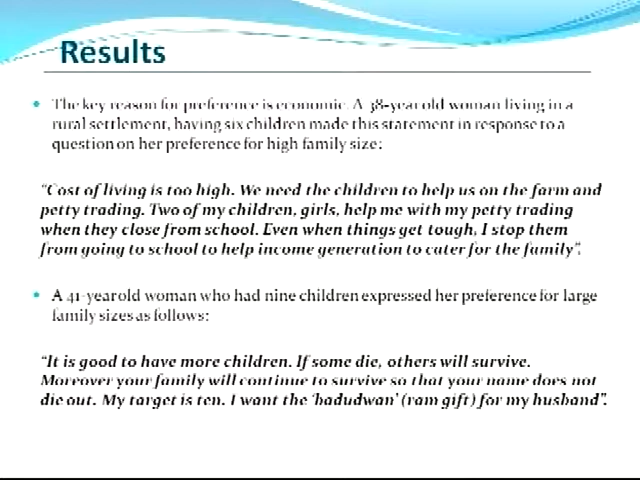 Results
• The key reason for preference is economic. A 38-year old woman living in a
rural settlement, having six children made this statement in response to a
question on her preference for high family size:
“Cost of living is too high. We need the children to help us on the farm and
petty trading. Two of my children, girls, help me with my petty trading
when they close from school. Even when things get tough, I stop them
from going to school to help income generation to cater for the family”.
• A 41-year old woman who had nine children expressed her preference for large
family sizes as follows:
“It is good to have more children. If some die, others will survive.
Moreover your family will continue to survive so that your name does not
die out. My target is ten. I want the ‘badudwan’ (ram gift) for my husband”.